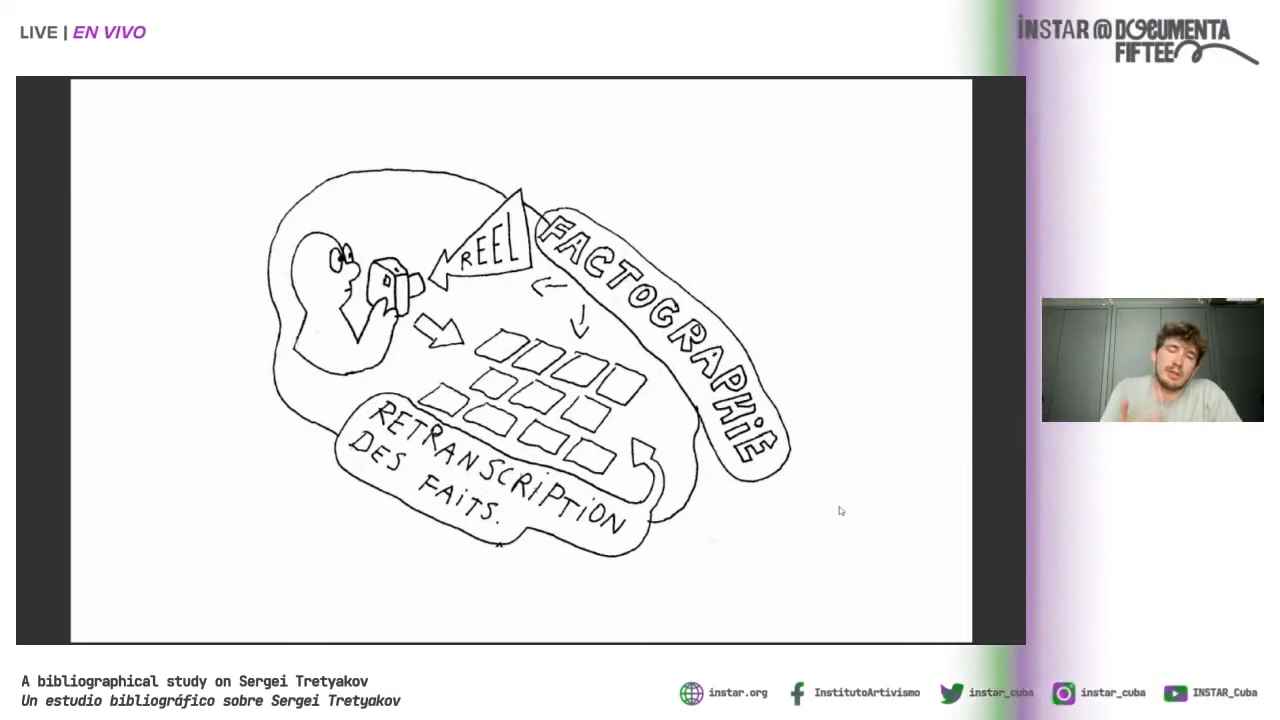 LIVE | EN VIVO
INSTAR @ DOCUMENTA
FIFTEEN
REEL
FACTOGRAPHIE
RETRANSCRIPTION
DES FAITS.
A bibliographical study on Sergei Tretyakov
Un estudio bibliográfico sobre Sergei Tretyakov
instar.org
InstitutoArtivismo
instar_cuba
instar_cuba
INSTAR_Cuba